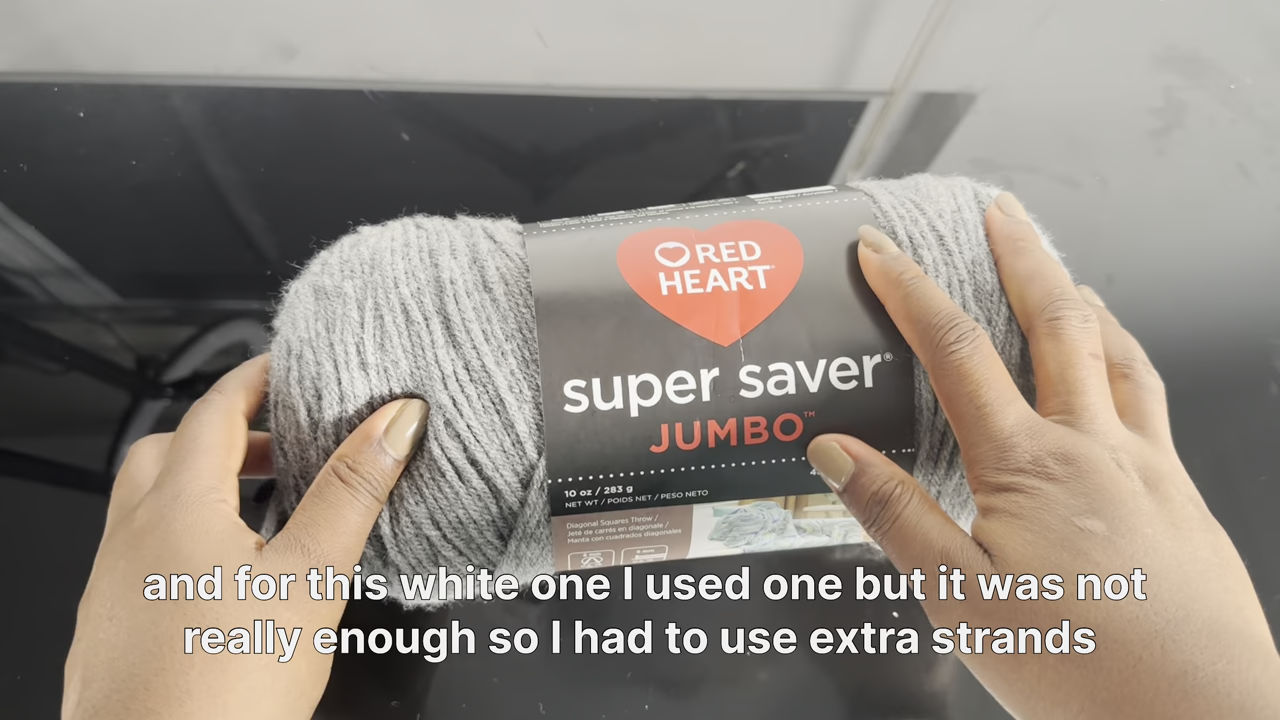 RED
HEART
super saver®
JUMBO™
10 oz / 283 g
NET WT / POIDS NET / PESO NETO
Diagonal Squares Throw /
Jeté de carrés en diagonale /
Manta con cuadrados diagonales
and for this white one I used one but it was not
really enough so I had to use extra strands